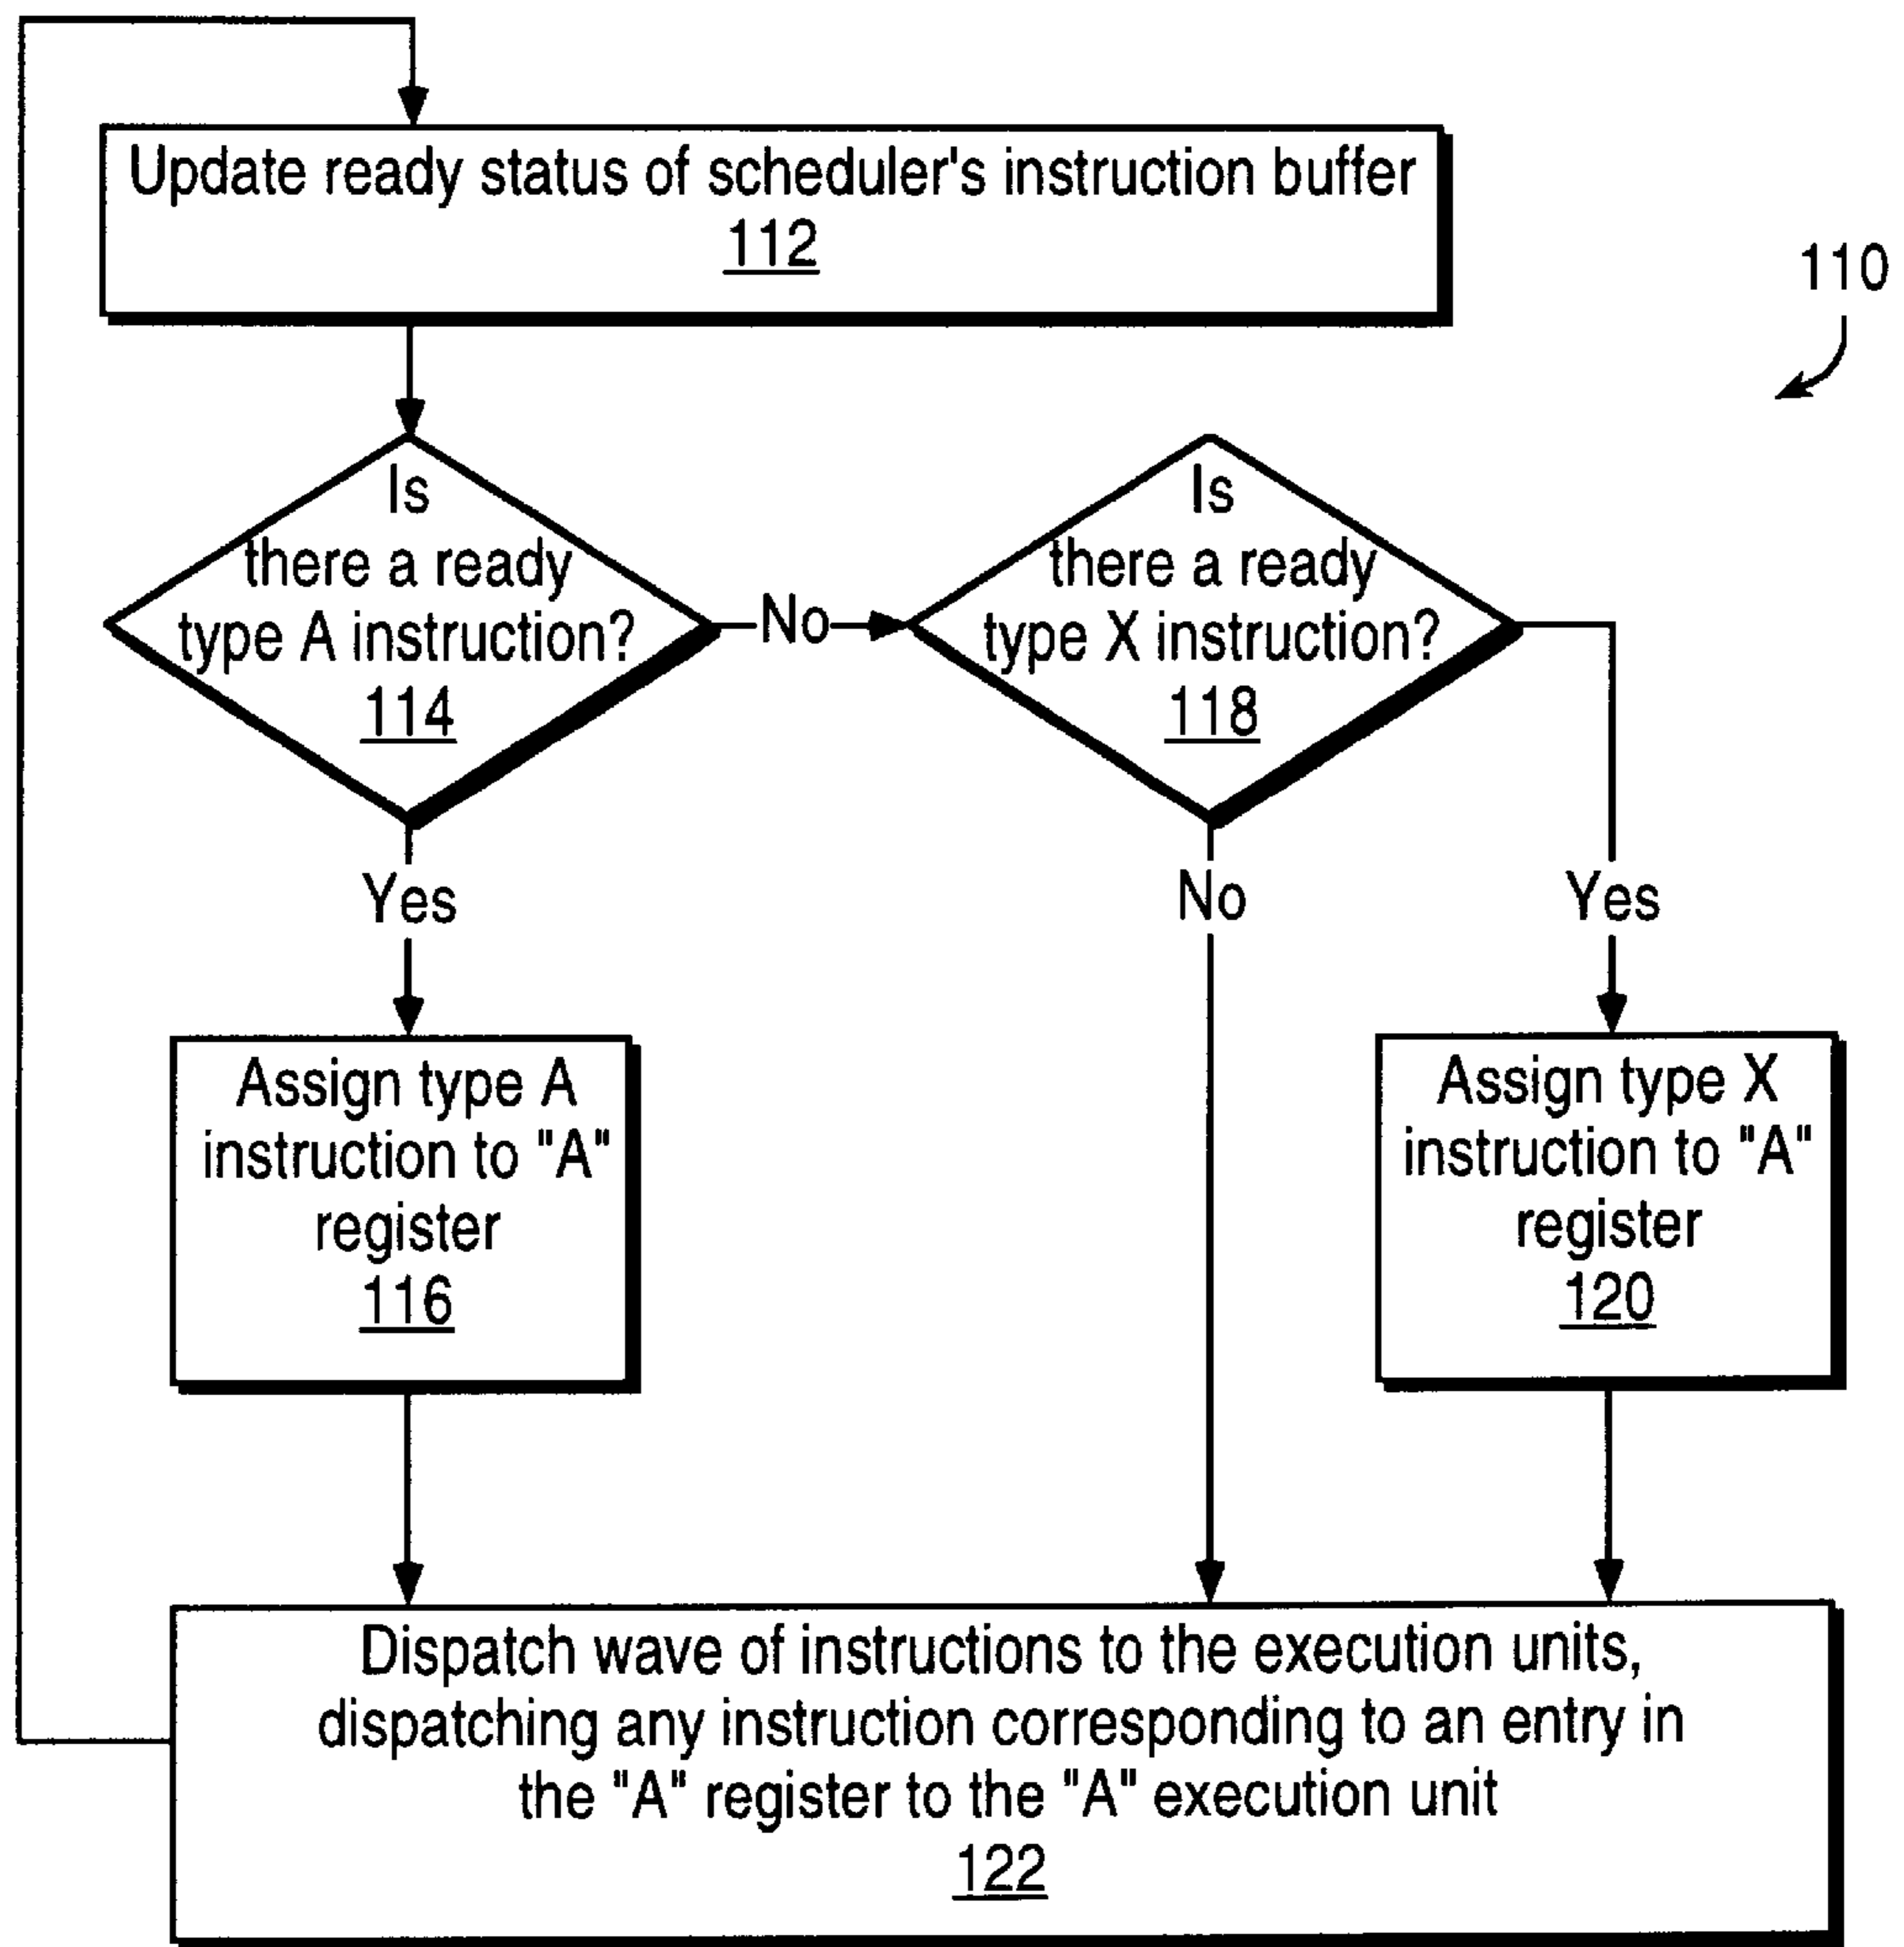 Update ready status of scheduler's instruction buffer
112
110
Is
there a ready
type A instruction?
114
No
Is
there a ready
type X instruction?
118
Yes
No
Yes
Assign type A
instruction to "A"
register
116
Assign type X
instruction to "A"
register
120
Dispatch wave of instructions to the execution units,
dispatching any instruction corresponding to an entry in
the "A" register to the "A" execution unit
122